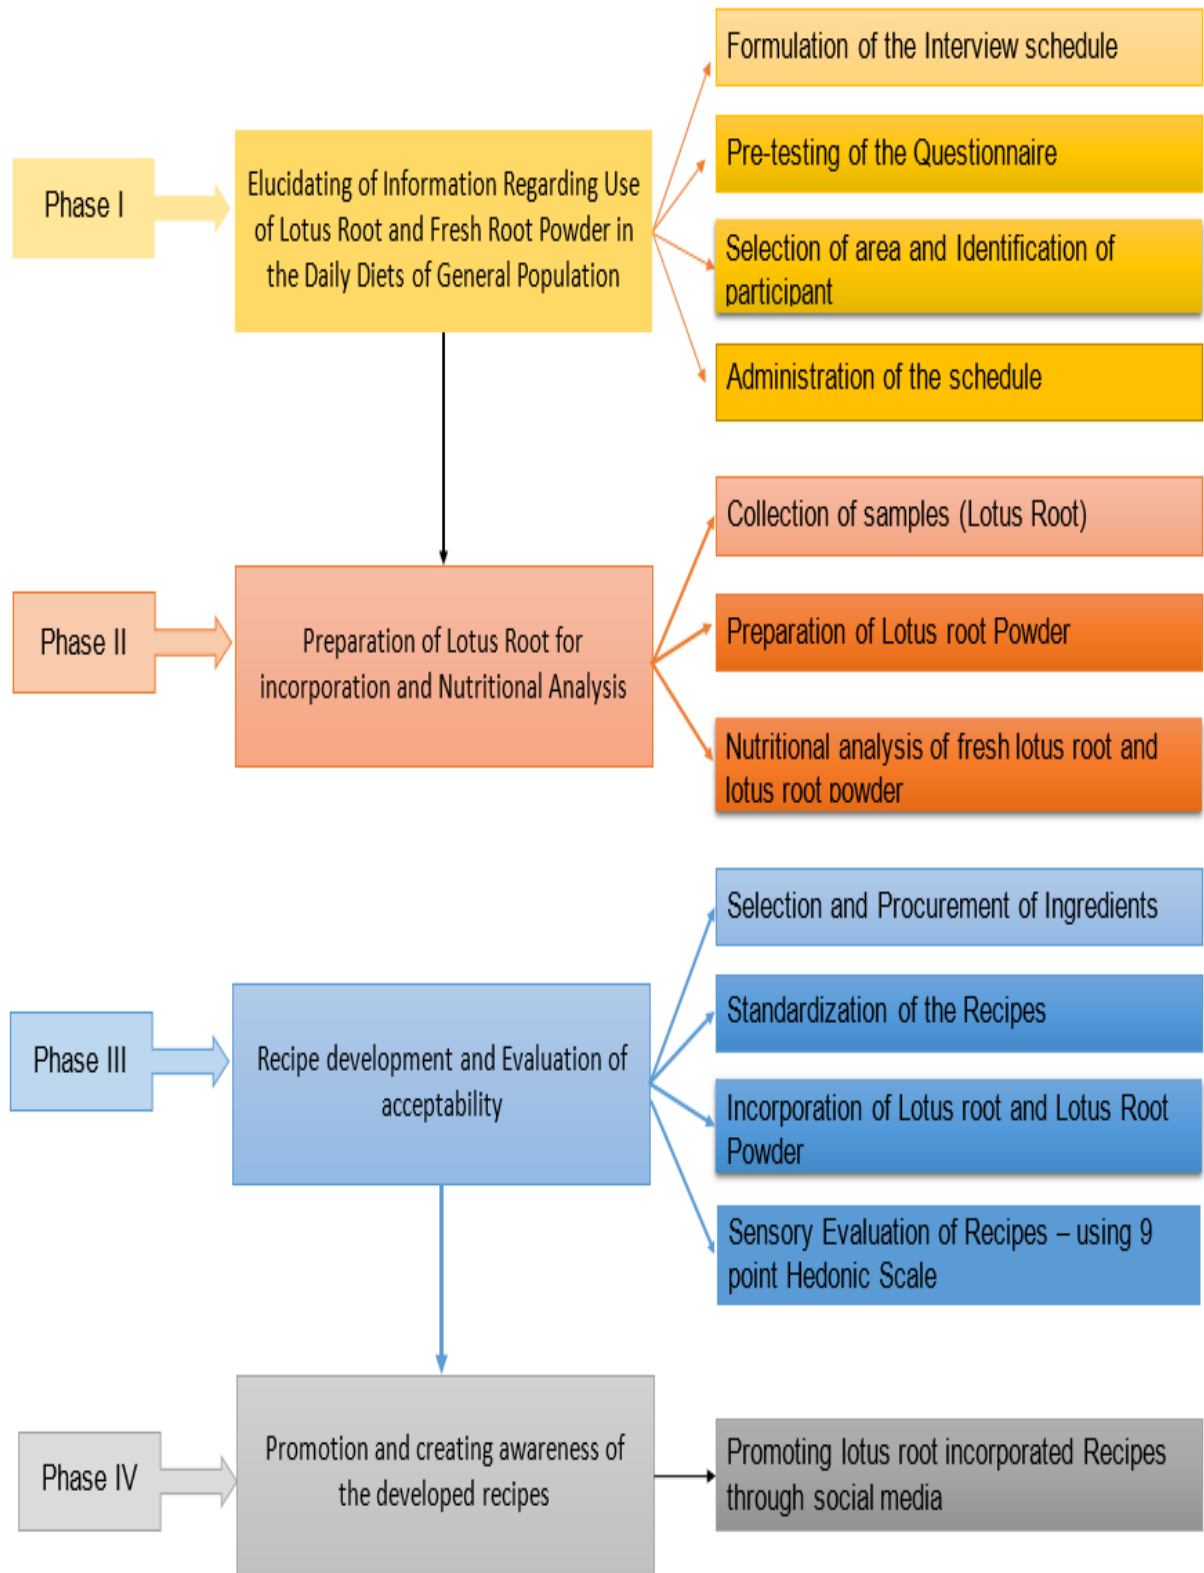 Phase I
Elucidating of Information Regarding Use
of Lotus Root and Fresh Root Powder in
the Daily Diets of General Population
Formulation of the Interview schedule
Pre-testing of the Questionnaire
Selection of area and Identification of
participant
Administration of the schedule
Phase II
Preparation of Lotus Root for
incorporation and Nutritional Analysis
Collection of samples (Lotus Root)
Preparation of Lotus root Powder
Nutritional analysis of fresh lotus root and
lotus root powder
Phase III
Recipe development and Evaluation of
acceptability
Selection and Procurement of Ingredients
Standardization of the Recipes
Incorporation of Lotus root and Lotus Root
Powder
Sensory Evaluation of Recipes – using 9
point Hedonic Scale
Phase IV
Promotion and creating awareness of
the developed recipes
Promoting lotus root incorporated Recipes
through social media